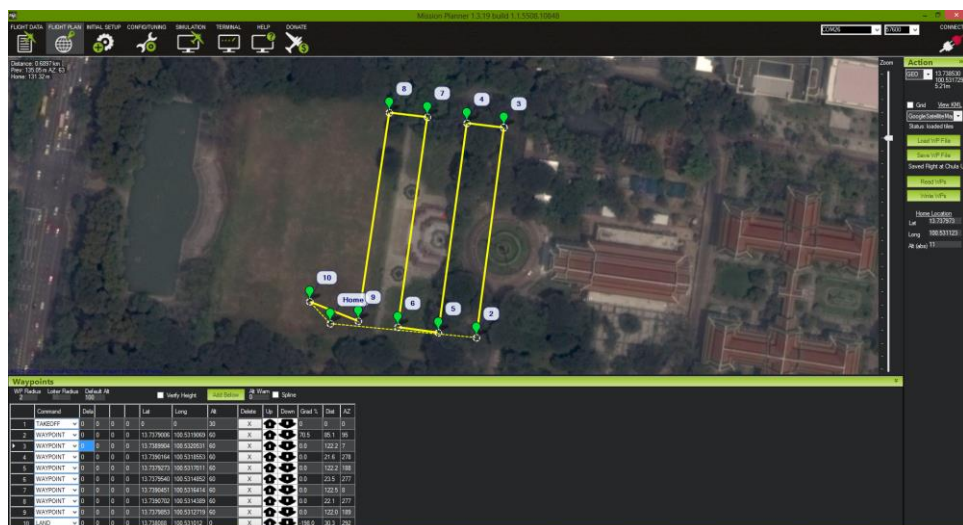 Mission Planner 1.3.19 build 1.1.5508.10840
FLIGHT DATA FLIGHT PLAN INITIAL SETUP CONFIG/TUNING SIMULATION TERMINAL HELP DONATE
COM26 57600 CONNECT
Distance: 0.6897 km
Prev: 135.05 m AZ: 63
Home: 131.32 m
Zoom
Action
GEO 13.738530
100.531729
5.21m
Grid View KML
GoogleSatelliteMa
Status: loaded tiles
Load WP File
Save WP File
Saved Flight at Chula U
Read WPs
Write WPs
Home Location
Lat 13.737973
Long 100.531123
Alt (abs) 11
8 7 4 3
10 Home 9 6 5 2
Waypoints
WP Radius Loiter Radius Default Alt
2 100
Verify Height Add Below Alt Warn 0 Spline
Command Dela Lat Long Alt Delete Up Down Grad % Dist AZ
1 TAKEOFF 0 0 0 0 0 0 30 X 0 0 0
2 WAYPOINT 0 0 0 0 13.7379006 100.5319069 60 X 70.5 85.1 95
3 WAYPOINT 0 0 0 0 13.7389904 100.5320531 60 X 0.0 122.2 7
4 WAYPOINT 0 0 0 0 13.7390164 100.5318553 60 X 0.0 21.6 278
5 WAYPOINT 0 0 0 0 13.7379273 100.5317011 60 X 0.0 122.2 188
6 WAYPOINT 0 0 0 0 13.7379540 100.5314852 60 X 0.0 23.5 277
7 WAYPOINT 0 0 0 0 13.7390451 100.5316414 60 X 0.0 122.5 8
8 WAYPOINT 0 0 0 0 13.7390702 100.5314389 60 X 0.0 22.1 277
9 WAYPOINT 0 0 0 0 13.7379853 100.5312719 60 X 0.0 122.0 189
10 LAND 0 0 0 0 13.738088 100.531012 0 X -198.0 30.3 292